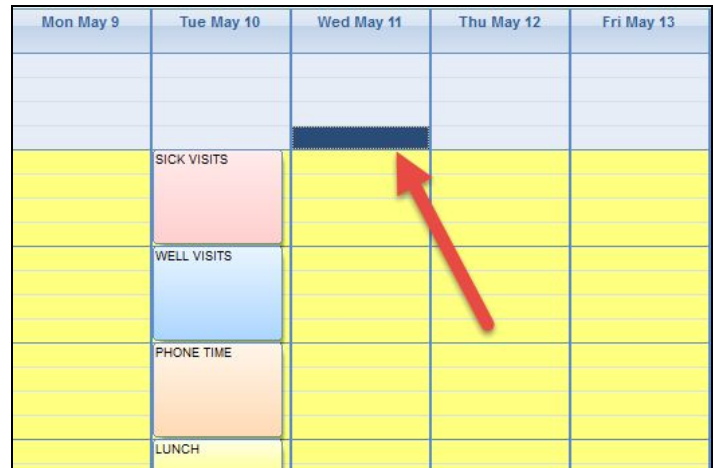 Mon May 9 Tue May 10 Wed May 11 Thu May 12 Fri May 13
SICK VISITS
WELL VISITS
PHONE TIME
LUNCH